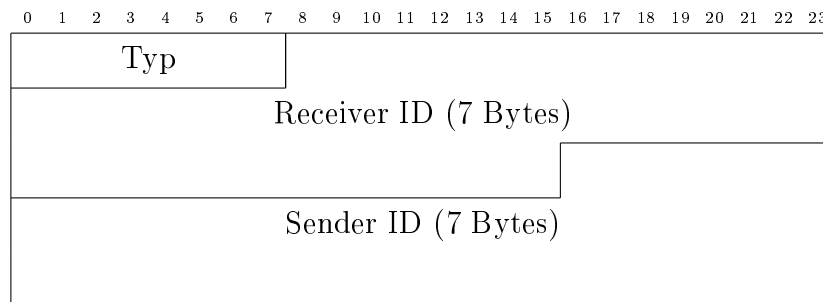 0 1 2 3 4 5 6 7 8 9 10 11 12 13 14 15 16 17 18 19 20 21 22 23
Typ
Receiver ID (7 Bytes)
Sender ID (7 Bytes)